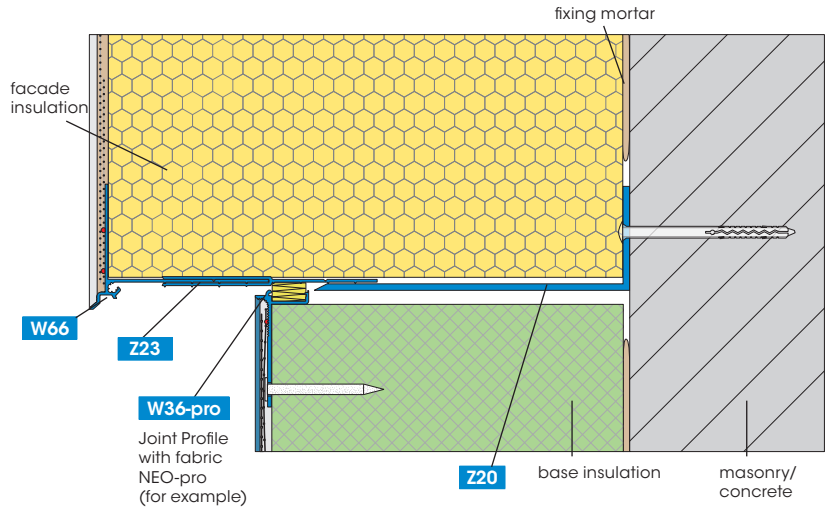 fixing mortar
facade
insulation
W66
Z23
W36-pro
Joint Profile
with fabric
NEO-pro
(for example)
Z20
base insulation
masonry/
concrete